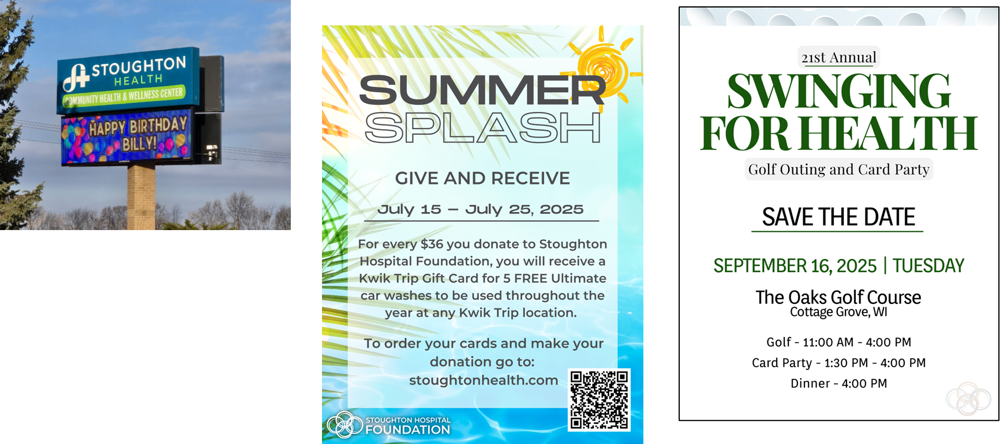 STOUGHTON
HEALTH
COMMUNITY HEALTH & WELLNESS CENTER
HAPPY BIRTHDAY
BILLY!
SUMMER
SPLASH
GIVE AND RECEIVE
July 15 – July 25, 2025
For every $36 you donate to Stoughton
Hospital Foundation, you will receive a
Kwik Trip Gift Card for 5 FREE Ultimate
car washes to be used throughout the
year at any Kwik Trip location.
To order your cards and make your
donation go to:
stoughtonhealth.com
STOUGHTON HOSPITAL
FOUNDATION
21st Annual
SWINGING
FOR HEALTH
Golf Outing and Card Party
SAVE THE DATE
SEPTEMBER 16, 2025 | TUESDAY
The Oaks Golf Course
Cottage Grove, WI
Golf - 11:00 AM - 4:00 PM
Card Party - 1:30 PM - 4:00 PM
Dinner - 4:00 PM